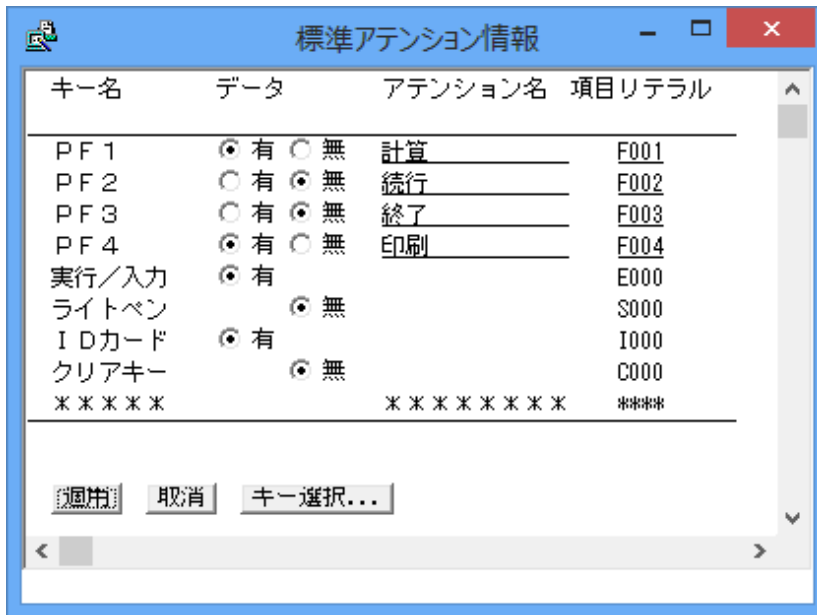 標準アテンション情報
キー名 データ アテンション名 項目リテラル
PF1 有 無 計算 F001
PF2 有 無 続行 F002
PF3 有 無 終了 F003
PF4 有 無 印刷 F004
実行/入力 有 E000
ライトペン 無 S000
IDカード 有 I000
クリアキー 無 C000
***** ******** ****
適用 取消 キー選択...